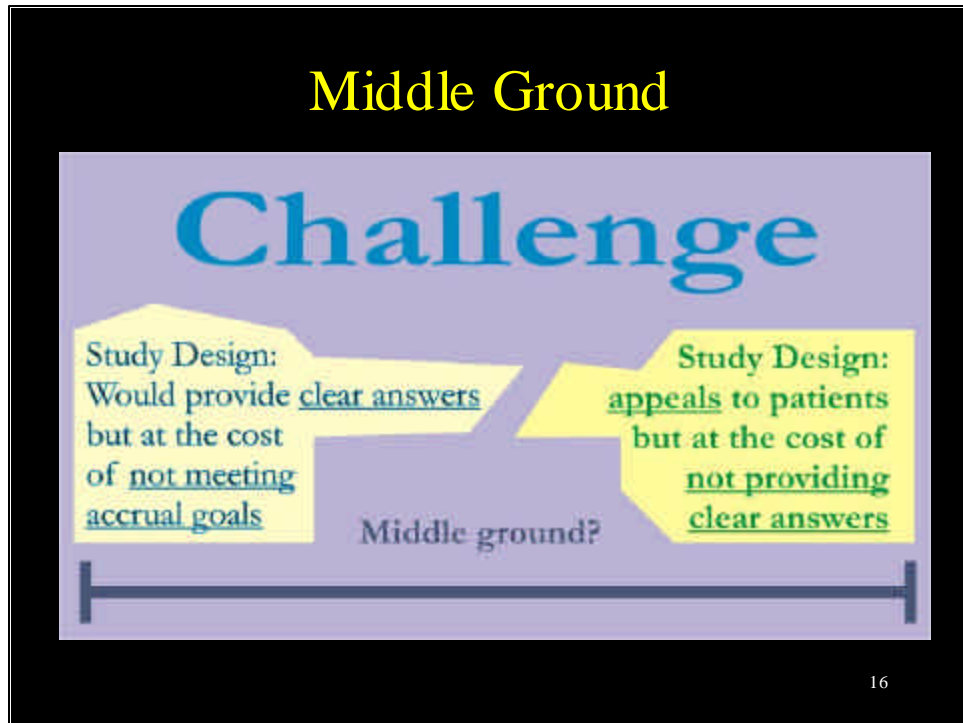 Middle Ground
Challenge
Study Design:
Would provide clear answers
but at the cost
of not meeting
accrual goals
Study Design:
appeals to patients
but at the cost of
not providing
clear answers
Middle ground?
16